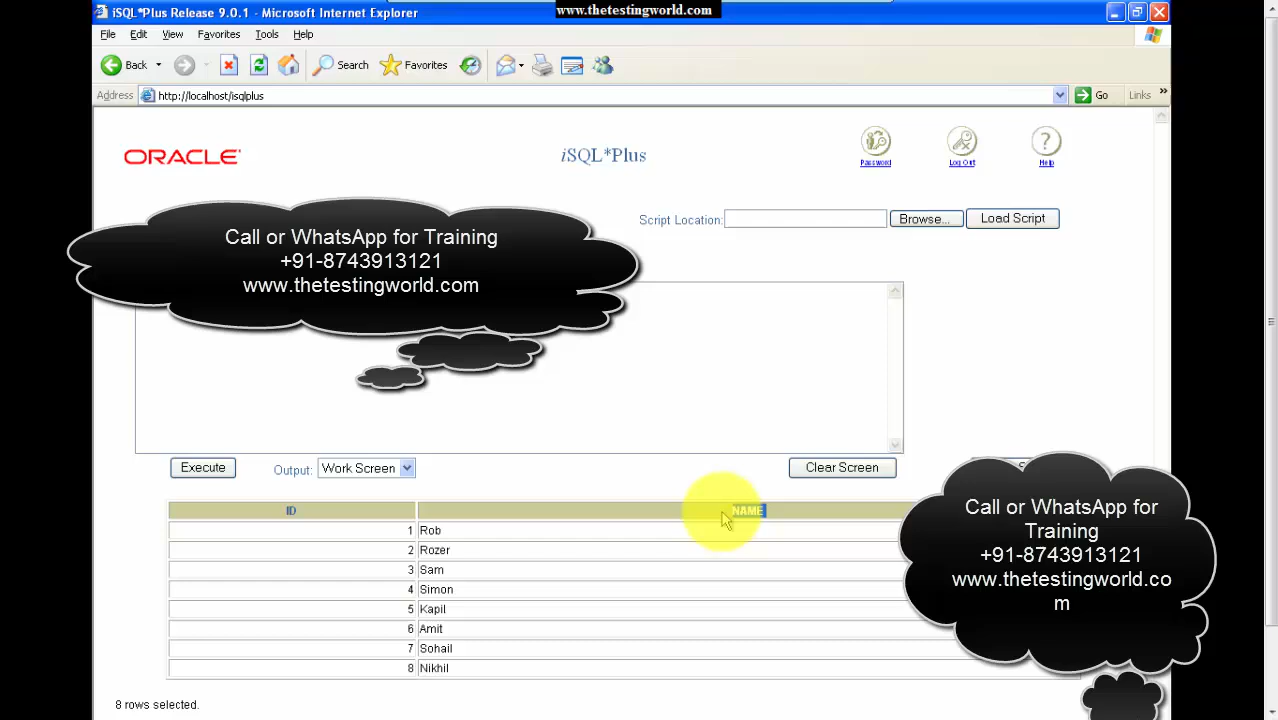 www.thetestingworld.com
iSQL*Plus Release 9.0.1 - Microsoft Internet Explorer
File Edit View Favorites Tools Help
Back Search Favorites
Address http://localhost/isqlplus Go Links »
ORACLE
iSQL*Plus
Password Log Out Help
Script Location: Browse... Load Script
Call or WhatsApp for Training
+91-8743913121
www.thetestingworld.com
Execute Output: Work Screen Clear Screen
ID NAME
1 Rob
2 Rozer
3 Sam
4 Simon
5 Kapil
6 Amit
7 Sohail
8 Nikhil
8 rows selected.
Call or WhatsApp for
Training
+91-8743913121
www.thetestingworld.co
m